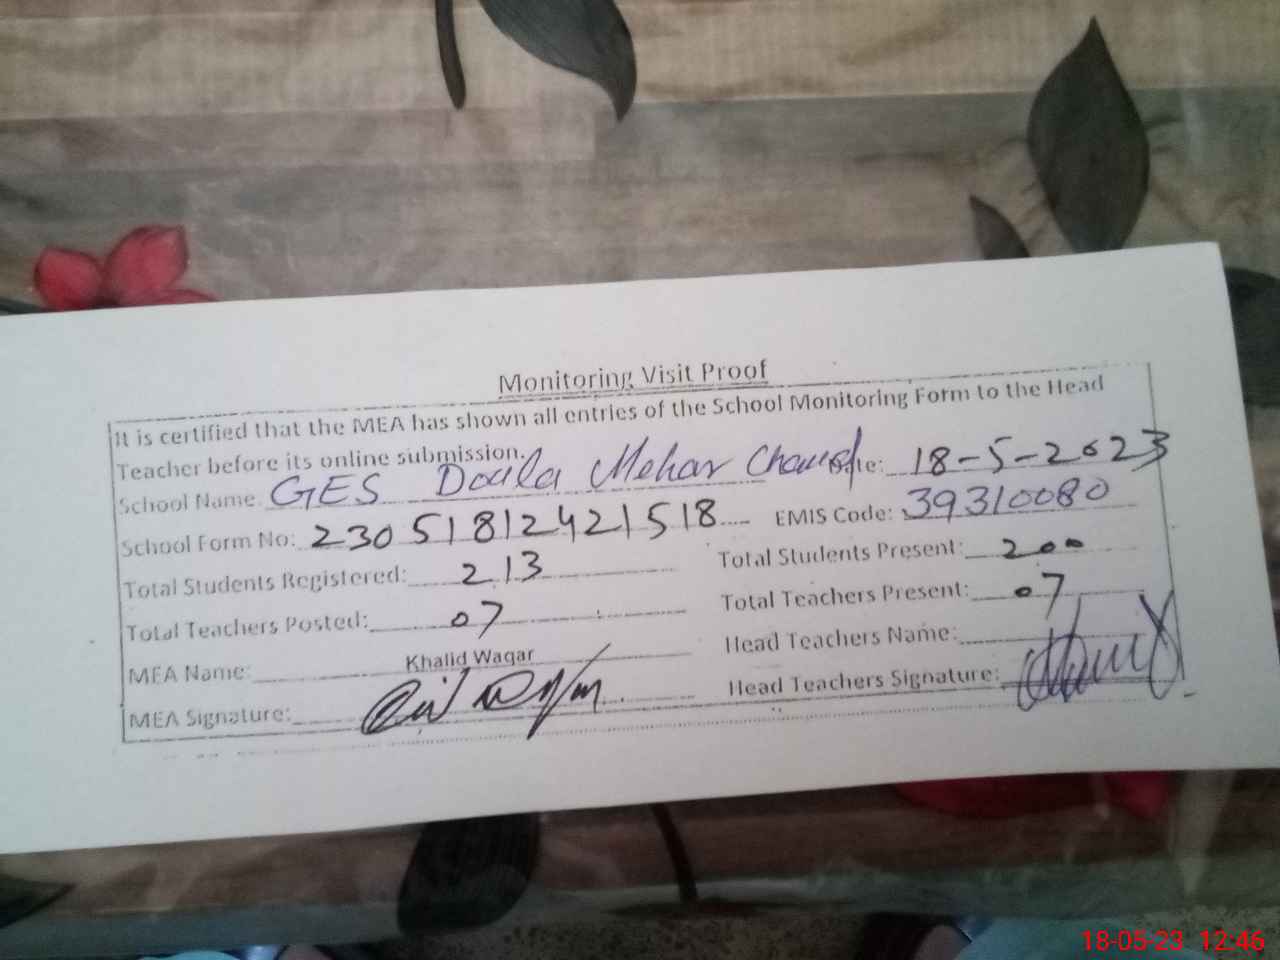 Monitoring Visit Proof
It is certified that the MEA has shown all entries of the School Monitoring Form to the Head
Teacher before its online submission.
School Name: GES Doula Mehar Chand Date: 18-5-2023
School Form No: 23051812421518 EMIS Code: 39310080
Total Students Registered: 213 Total Students Present: 200
Total Teachers Posted: 07 Total Teachers Present: 07
MEA Name: Khalid Waqar Head Teachers Name:
MEA Signature: Head Teachers Signature:
18-05-23 12:46